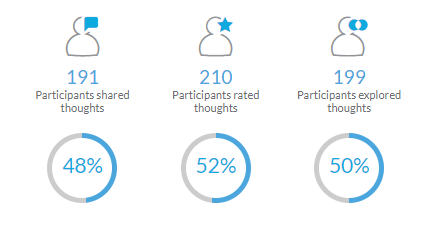 191
Participants shared
thoughts
48%
210
Participants rated
thoughts
52%
199
Participants explored
thoughts
50%